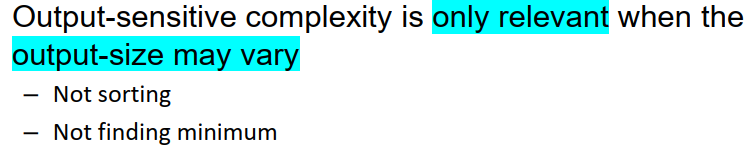 Output-sensitive complexity is only relevant when the
output-size may vary
– Not sorting
– Not finding minimum